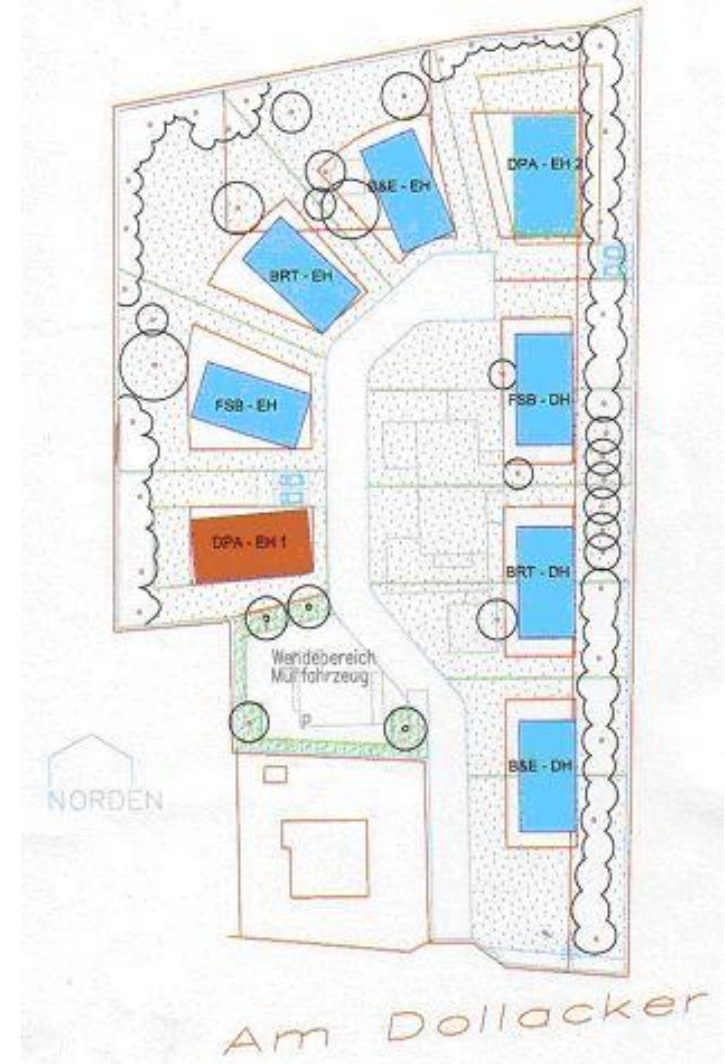 DPA - EH 2
B&E - EH
BRT - EH
FSB - EH
FSB - DH
DPA - EH 1
BRT - DH
Wendebereich
Müllfahrzeug
P
B&E - DH
NORDEN
Am Dollacker